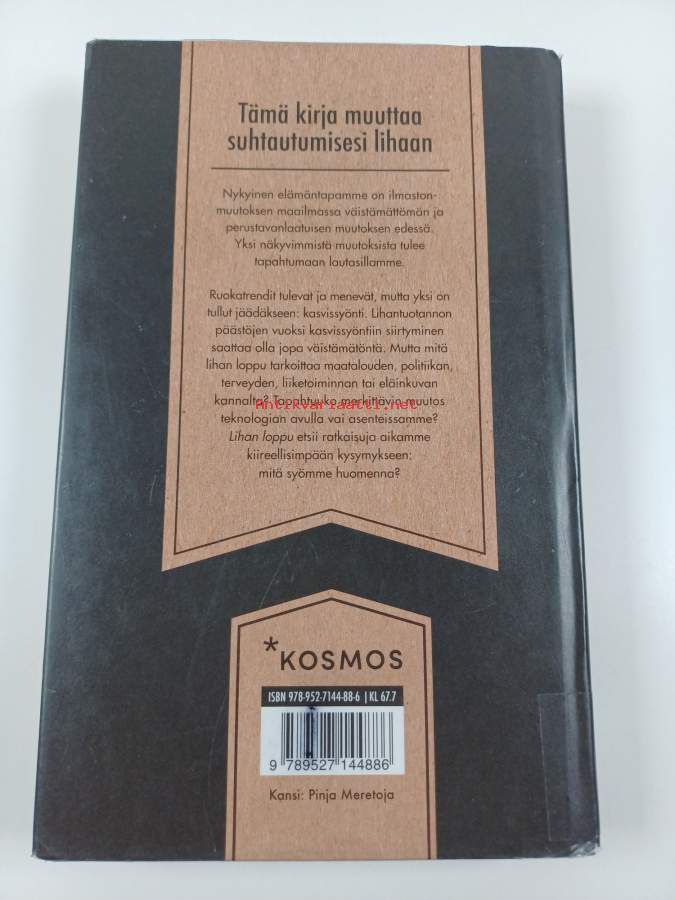 Tämä kirja muuttaa
suhtautumisesi lihaan
Nykyinen elämäntapamme on ilmaston-
muutoksen maailmassa väistämättömän ja
perustavanlaatuisen muutoksen edessä.
Yksi näkyvimmistä muutoksista tulee
tapahtumaan lautasillamme.
Ruokatrendit tulevat ja menevät, mutta yksi on
tullut jäädäkseen: kasvissyönti. Lihantuotannon
päästöjen vuoksi kasvissyöntiin siirtyminen
saattaa olla jopa väistämätöntä. Mutta mitä
lihan loppu tarkoittaa maatalouden, politiikan,
terveyden, liiketoiminnan tai eläinkuvan
kannalta? Tapahtuuko merkittävin muutos
Antikvariaatti.net
teknologian avulla vai asenteissamme?
Lihan loppu etsii ratkaisuja aikamme
kiireellisimpään kysymykseen:
mitä syömme huomenna?
*KOSMOS
ISBN 978-952-7144-88-6 | KL 67.7
9 789527 144886
Kansi: Pinja Meretoja